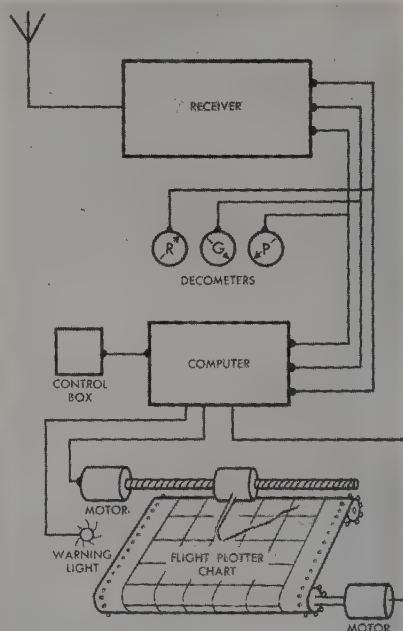 RECEIVER
R G P
DECOMETERS
COMPUTER
CONTROL
BOX
MOTOR
WARNING
LIGHT
FLIGHT PLOTTER
CHART
MOTOR